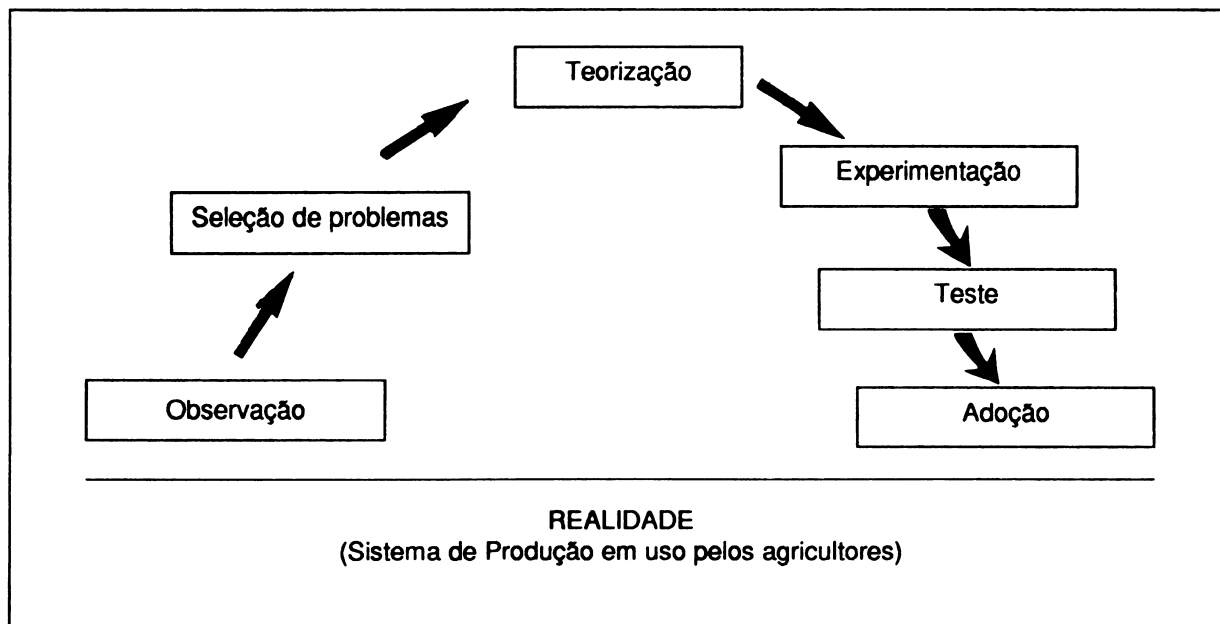 Teorização
Experimentação
Seleção de problemas
Teste
Observação
Adoção
REALIDADE
(Sistema de Produção em uso pelos agricultores)